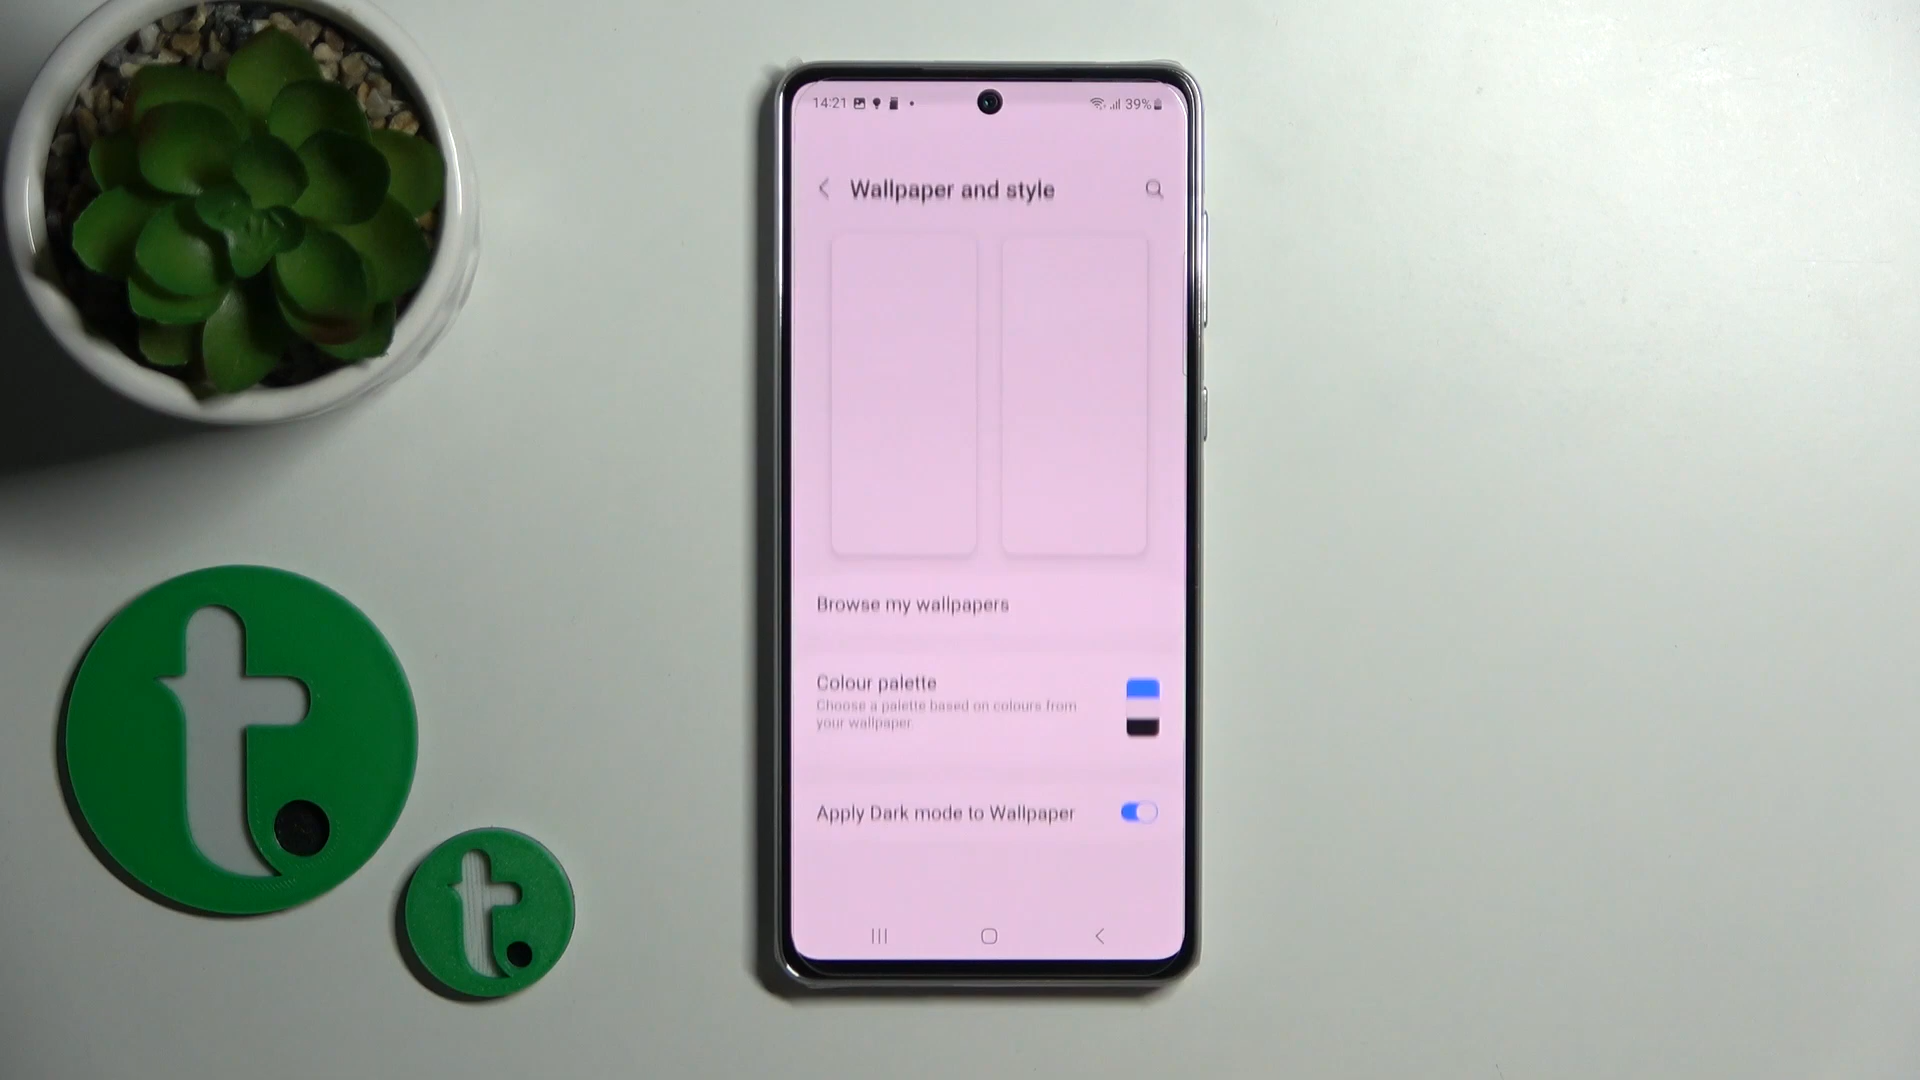 14:21 39%
Wallpaper and style
Browse my wallpapers
Colour palette
Choose a palette based on colours from
your wallpaper.
Apply Dark mode to Wallpaper
t
t